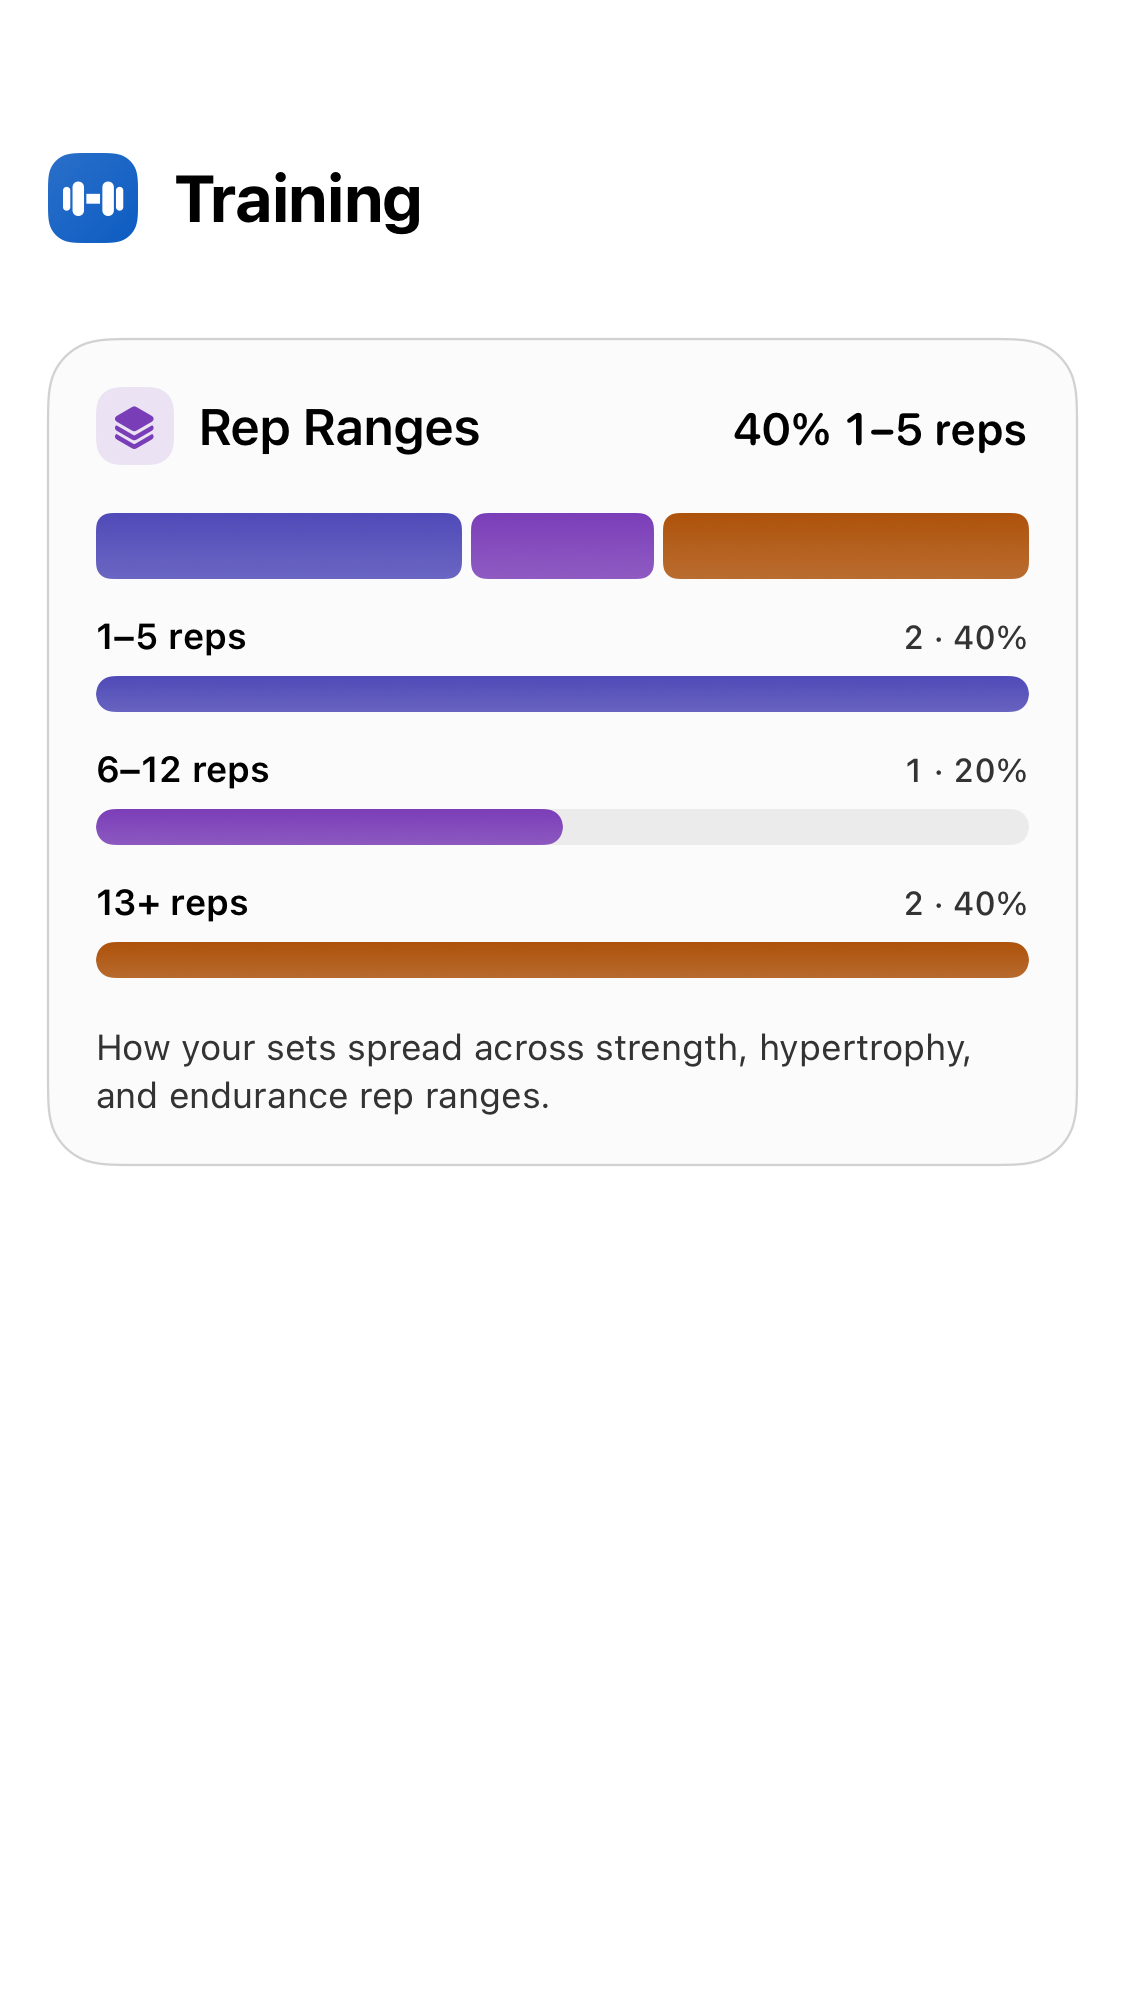 Training
Rep Ranges
40% 1–5 reps
1–5 reps
2 · 40%
6–12 reps
1 · 20%
13+ reps
2 · 40%
How your sets spread across strength, hypertrophy,
and endurance rep ranges.